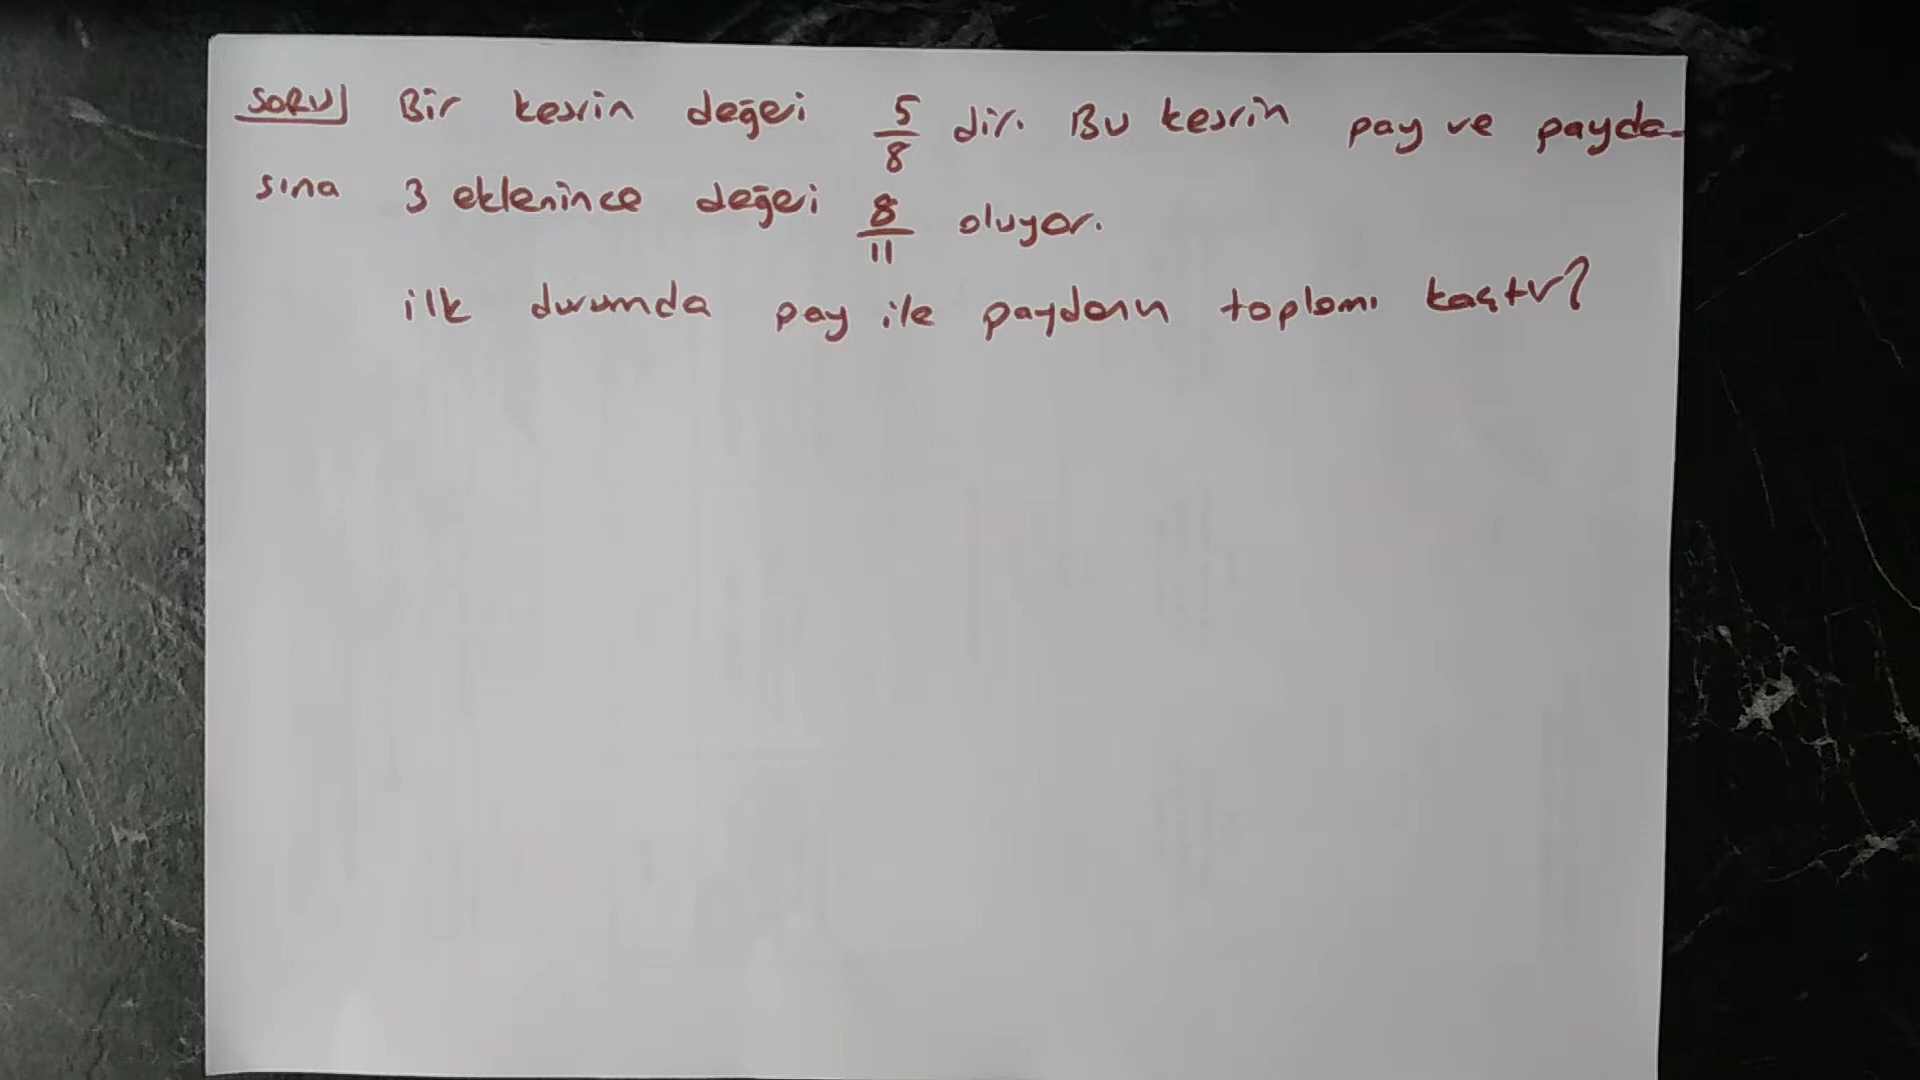 SORU Bir kesrin değeri 5/8 dir. Bu kesrin pay ve payda-
sına 3 eklenince değeri 8/11 oluyor.
ilk durumda pay ile paydanın toplamı kaçtır?